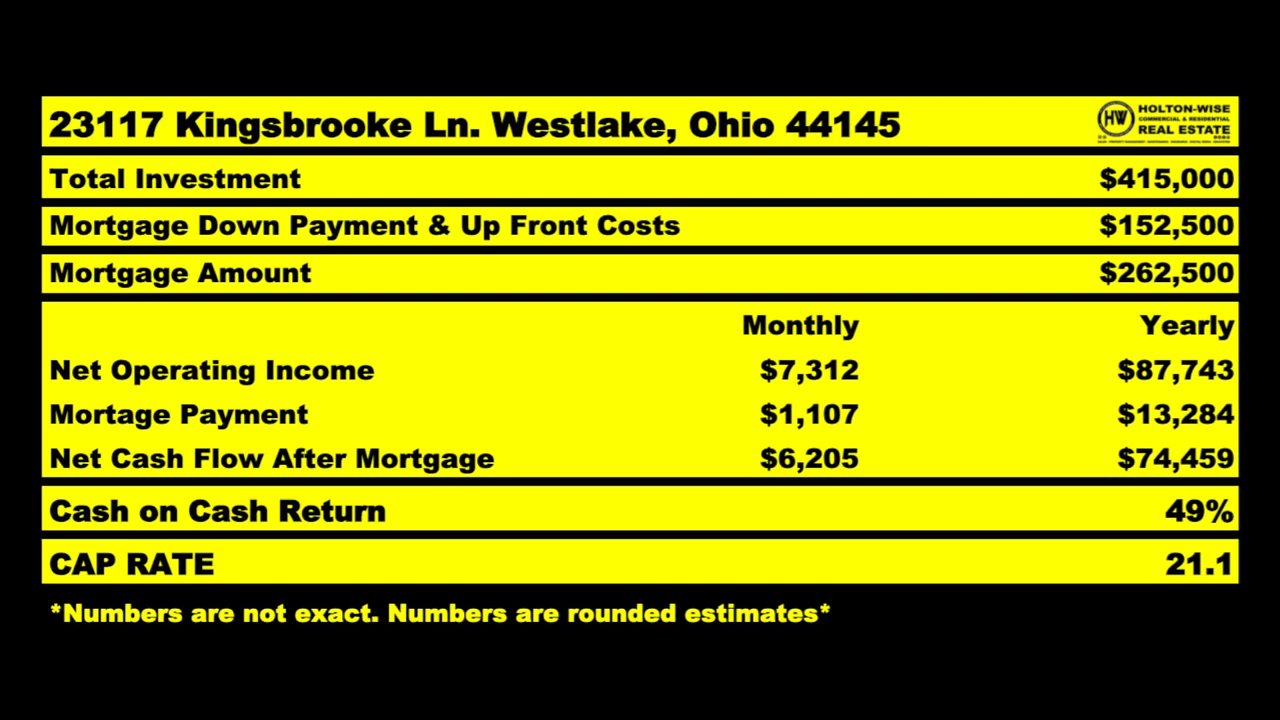 23117 Kingsbrooke Ln. Westlake, Ohio 44145
HW
HOLTON-WISE
COMMERCIAL & RESIDENTIAL
REAL ESTATE
Total Investment $415,000
Mortgage Down Payment & Up Front Costs $152,500
Mortgage Amount $262,500
Monthly Yearly
Net Operating Income $7,312 $87,743
Mortage Payment $1,107 $13,284
Net Cash Flow After Mortgage $6,205 $74,459
Cash on Cash Return 49%
CAP RATE 21.1
*Numbers are not exact. Numbers are rounded estimates*